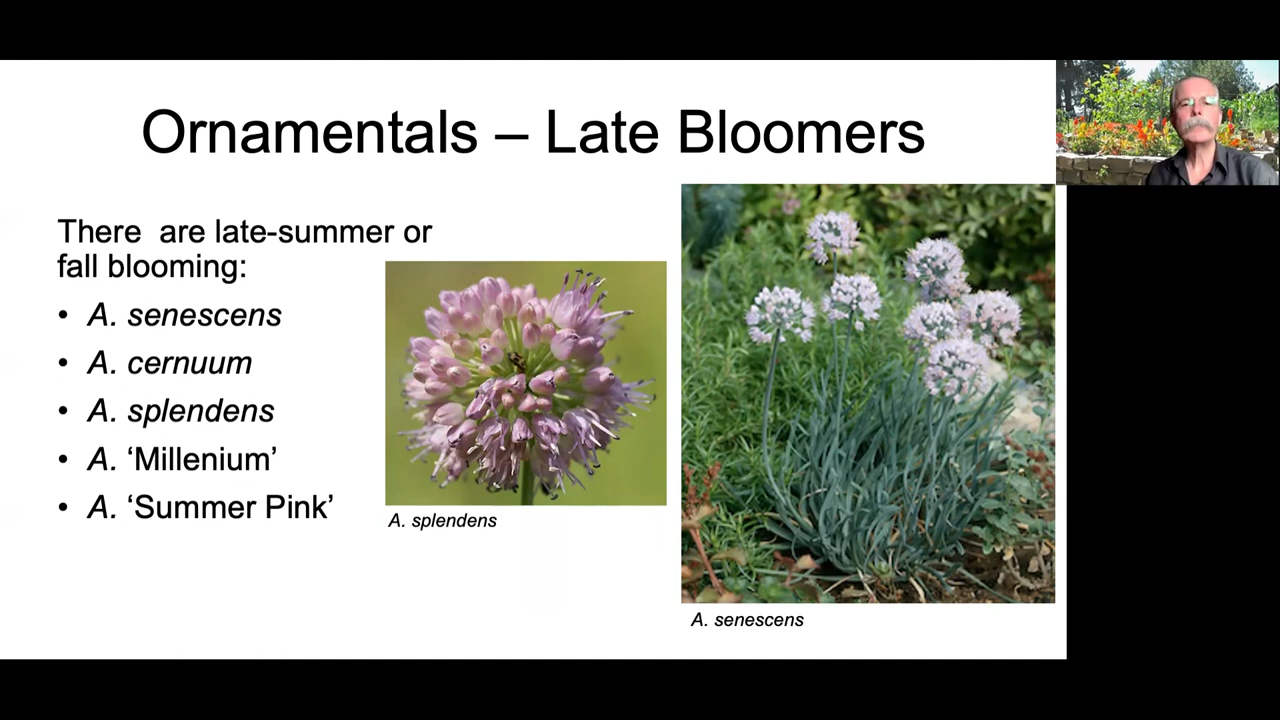 Ornamentals – Late Bloomers
There  are late-summer or
fall blooming:
• A. senescens
• A. cernuum
• A. splendens
• A. ‘Millenium’
• A. ‘Summer Pink’
A. splendens
A. senescens